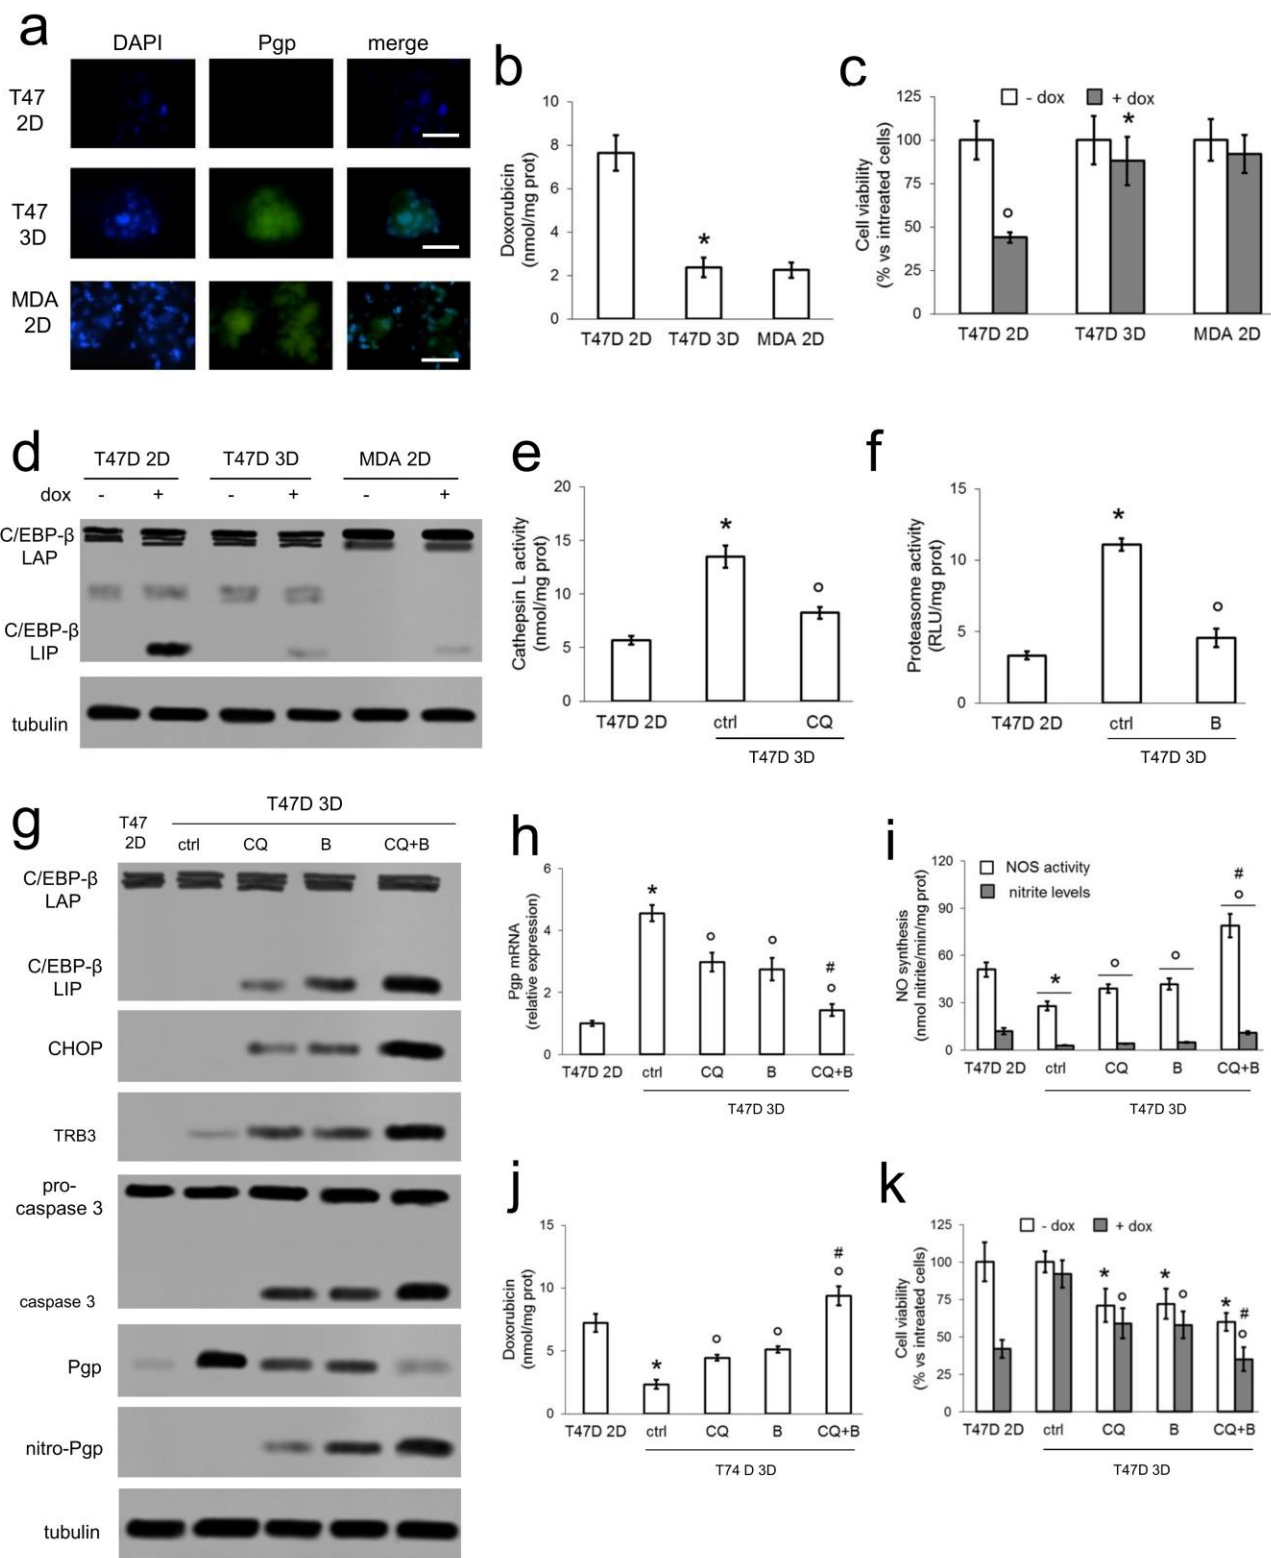 a
DAPI Pgp merge
T47
2D
T47
3D
MDA
2D
b
Doxorubicin
(nmol/mg prot)
10
8
6
4
2
0
T47D 2D T47D 3D MDA 2D
*
c
- dox + dox
Cell viability
(% vs intreated cells)
125
100
75
50
25
0
° *
T47D 2D T47D 3D MDA 2D
d
T47D 2D T47D 3D MDA 2D
dox - + - + - +
C/EBP-β
LAP
C/EBP-β
LIP
tubulin
e
Cathepsin L activity
(nmol/mg prot)
20
15
10
5
0
* °
T47D 2D ctrl CQ
T47D 3D
f
Proteasome activity
(RLU/mg prot)
15
10
5
0
* °
T47D 2D ctrl B
T47D 3D
g
T47D 3D
T47
2D
ctrl CQ B CQ+B
C/EBP-β
LAP
C/EBP-β
LIP
CHOP
TRB3
pro-
caspase 3
caspase 3
Pgp
nitro-Pgp
tubulin
h
Pgp mRNA
(relative expression)
6
4
2
0
* ° ° # °
T47D 2D ctrl CQ B CQ+B
T47D 3D
i
NOS activity
nitrite levels
NO synthesis
(nmol nitrite/min/mg prot)
120
90
60
30
0
* ° ° # °
T47D 2D ctrl CQ B CQ+B
T47D 3D
j
Doxorubicin
(nmol/mg prot)
15
10
5
0
* ° ° # °
T47D 2D ctrl CQ B CQ+B
T74 D 3D
k
- dox + dox
Cell viability
(% vs intreated cells)
125
100
75
50
25
0
* ° * ° * # °
T47D 2D ctrl CQ B CQ+B
T47D 3D